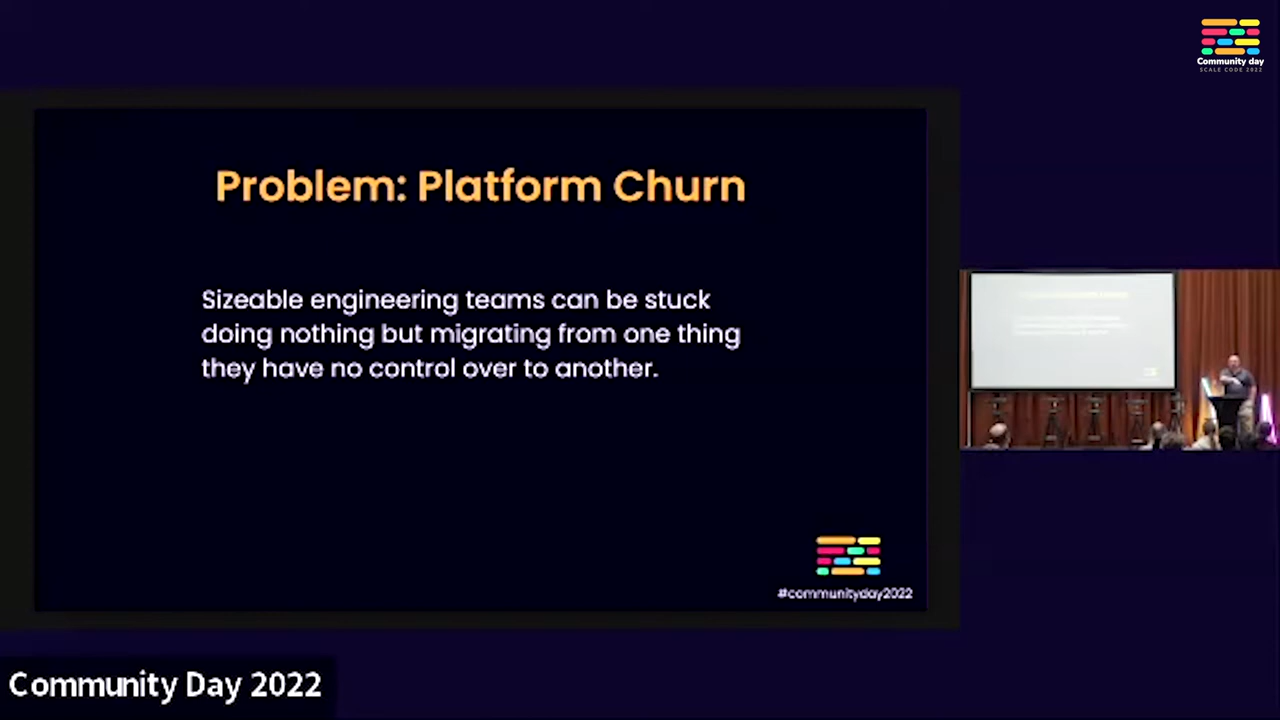 Community day
SCALE CODE 2022
Problem: Platform Churn
Sizeable engineering teams can be stuck
doing nothing but migrating from one thing
they have no control over to another.
#communityday2022
Community Day 2022